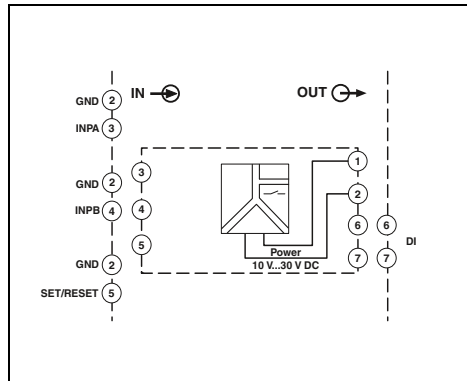 IN OUT
GND 2
INPA 3
1
3
GND 2
2
INPB 4
4
6 6
DI
5
7 7
Power
10 V...30 V DC
GND 2
SET/RESET 5